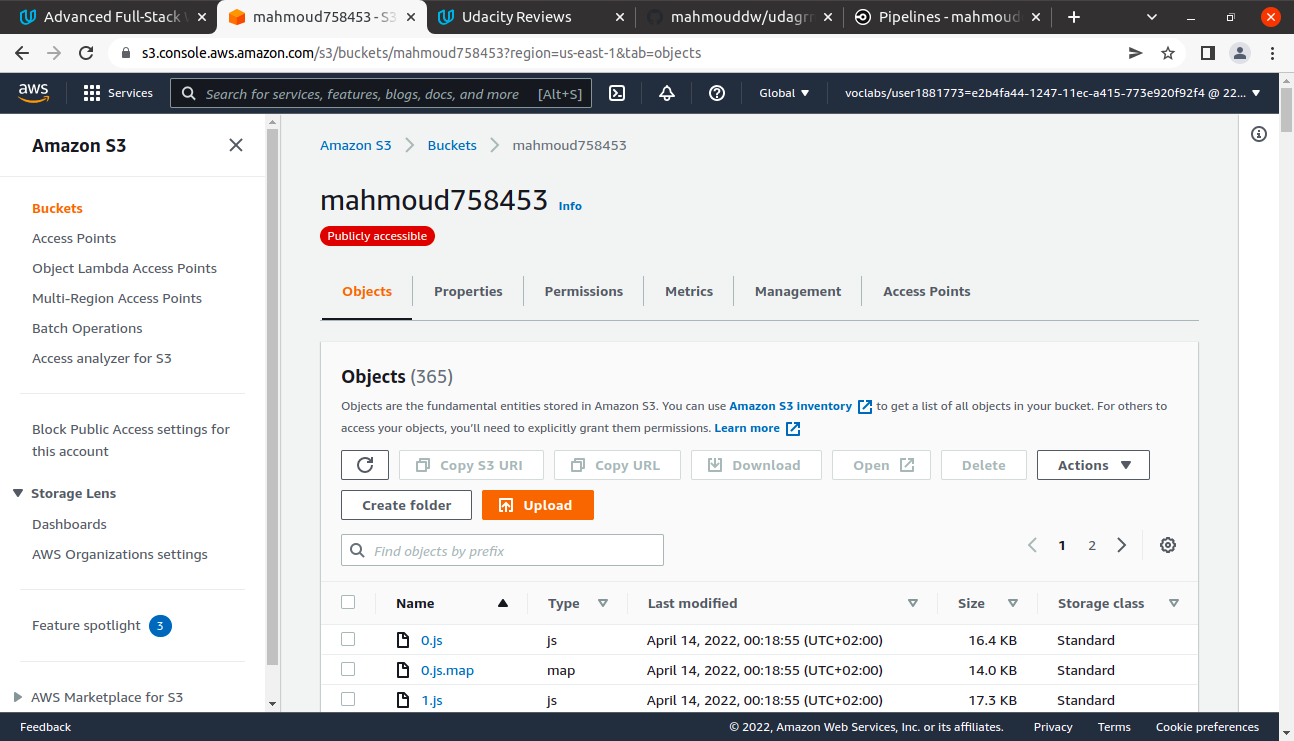 Advanced Full-Stack
mahmoud758453 - S3
Udacity Reviews
mahmouddw/udagr
Pipelines - mahmoud
s3.console.aws.amazon.com/s3/buckets/mahmoud758453?region=us-east-1&tab=objects
aws
Services
Search for services, features, blogs, docs, and more [Alt+S]
Global
voclabs/user1881773=e2b4fa44-1247-11ec-a415-773e920f92f4 @ 22...
Amazon S3
Buckets
Access Points
Object Lambda Access Points
Multi-Region Access Points
Batch Operations
Access analyzer for S3
Block Public Access settings for
this account
Storage Lens
Dashboards
AWS Organizations settings
Feature spotlight 3
AWS Marketplace for S3
Amazon S3 Buckets mahmoud758453
mahmoud758453 Info
Publicly accessible
Objects Properties Permissions Metrics Management Access Points
Objects (365)
Objects are the fundamental entities stored in Amazon S3. You can use Amazon S3 Inventory to get a list of all objects in your bucket. For others to
access your objects, you'll need to explicitly grant them permissions. Learn more
Copy S3 URI Copy URL Download Open Delete Actions
Create folder Upload
Find objects by prefix
1 2
Name Type Last modified Size Storage class
0.js js April 14, 2022, 00:18:55 (UTC+02:00) 16.4 KB Standard
0.js.map map April 14, 2022, 00:18:55 (UTC+02:00) 14.0 KB Standard
1.js js April 14, 2022, 00:18:55 (UTC+02:00) 17.3 KB Standard
Feedback
© 2022, Amazon Web Services, Inc. or its affiliates. Privacy Terms Cookie preferences